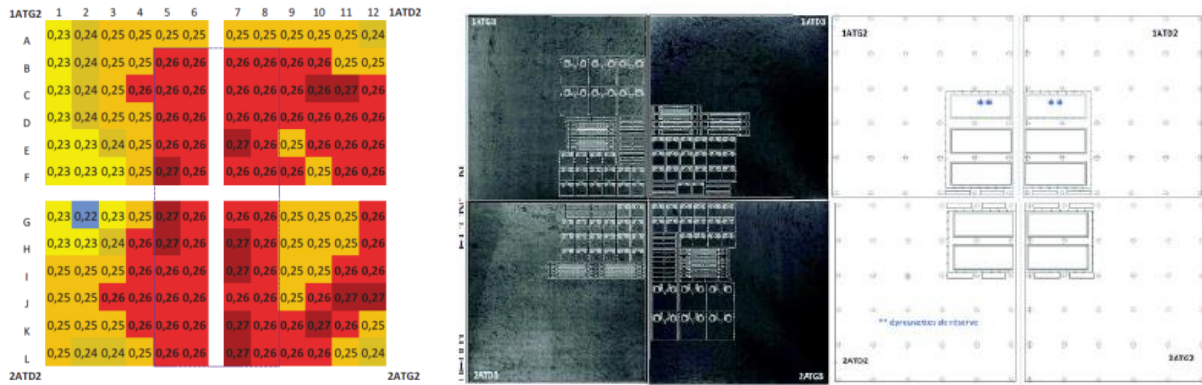 1ATG2 1 2 3 4 5 6 7 8 9 10 11 12 1ATD2
A 0,23 0,24 0,25 0,25 0,25 0,25 0,25 0,25 0,25 0,25 0,25 0,24
B 0,23 0,24 0,25 0,25 0,26 0,26 0,26 0,26 0,26 0,26 0,25 0,25
C 0,23 0,24 0,25 0,26 0,26 0,26 0,26 0,26 0,26 0,26 0,27 0,26
D 0,23 0,24 0,25 0,25 0,26 0,26 0,26 0,26 0,26 0,26 0,26 0,26
E 0,23 0,23 0,24 0,25 0,26 0,26 0,27 0,26 0,25 0,26 0,26 0,26
F 0,23 0,23 0,23 0,25 0,27 0,26 0,26 0,26 0,26 0,25 0,26 0,26
G 0,23 0,22 0,23 0,25 0,27 0,26 0,26 0,26 0,25 0,25 0,25 0,26
H 0,23 0,23 0,24 0,26 0,27 0,26 0,27 0,26 0,25 0,25 0,25 0,26
I 0,25 0,25 0,25 0,26 0,26 0,26 0,27 0,26 0,25 0,25 0,26 0,26
J 0,25 0,25 0,26 0,26 0,26 0,26 0,26 0,26 0,25 0,26 0,27 0,27
K 0,25 0,25 0,25 0,26 0,26 0,26 0,27 0,26 0,26 0,27 0,26 0,25
L 0,25 0,24 0,24 0,25 0,26 0,26 0,27 0,26 0,26 0,26 0,25 0,24
2ATD2 2ATG2
1ATG3 1ATD3
2ATD3 2ATG3
1ATG2 1ATD2
**
**
** éprouvettes de réserve
2ATD2